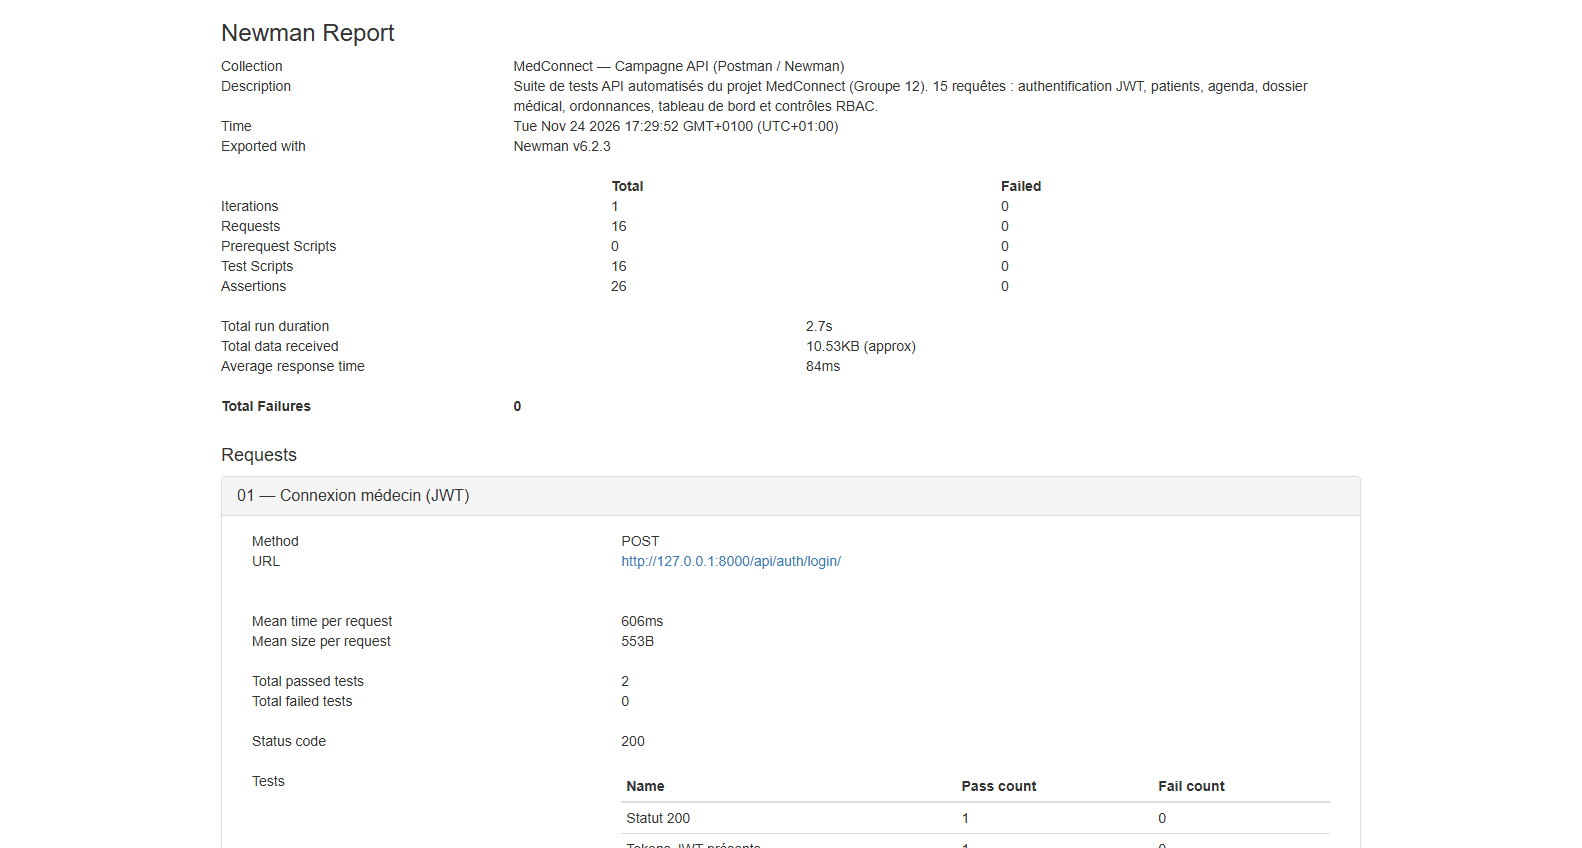 Newman Report
Collection MedConnect — Campagne API (Postman / Newman)
Description Suite de tests API automatisés du projet MedConnect (Groupe 12). 15 requêtes : authentification JWT, patients, agenda, dossier
médical, ordonnances, tableau de bord et contrôles RBAC.
Time Tue Nov 24 2026 17:29:52 GMT+0100 (UTC+01:00)
Exported with Newman v6.2.3
Total Failed
Iterations 1 0
Requests 16 0
Prerequest Scripts 0 0
Test Scripts 16 0
Assertions 26 0
Total run duration 2.7s
Total data received 10.53KB (approx)
Average response time 84ms
Total Failures 0
Requests
01 — Connexion médecin (JWT)
Method POST
URL http://127.0.0.1:8000/api/auth/login/
Mean time per request 606ms
Mean size per request 553B
Total passed tests 2
Total failed tests 0
Status code 200
Tests Name Pass count Fail count
Statut 200 1 0
Tokens JWT présents 1 0